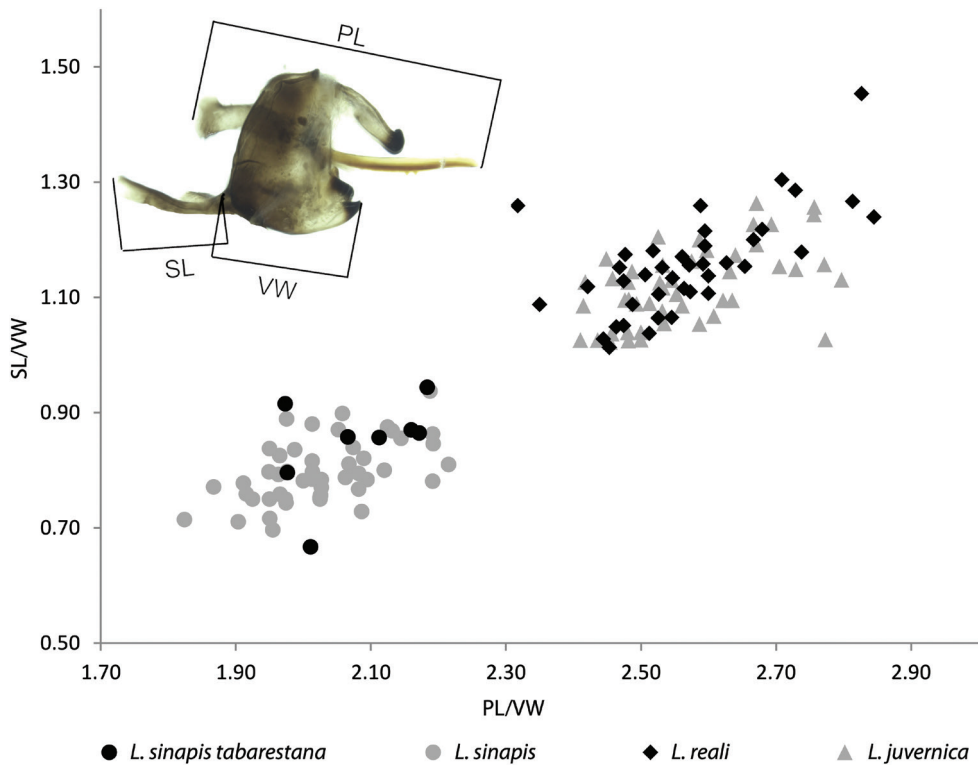 PL
SL
VW
SL/VW
1.50
1.30
1.10
0.90
0.70
0.50
1.70 1.90 2.10 2.30 2.50 2.70 2.90
PL/VW
L. sinapis tabarestana L. sinapis L. reali L. juvernica